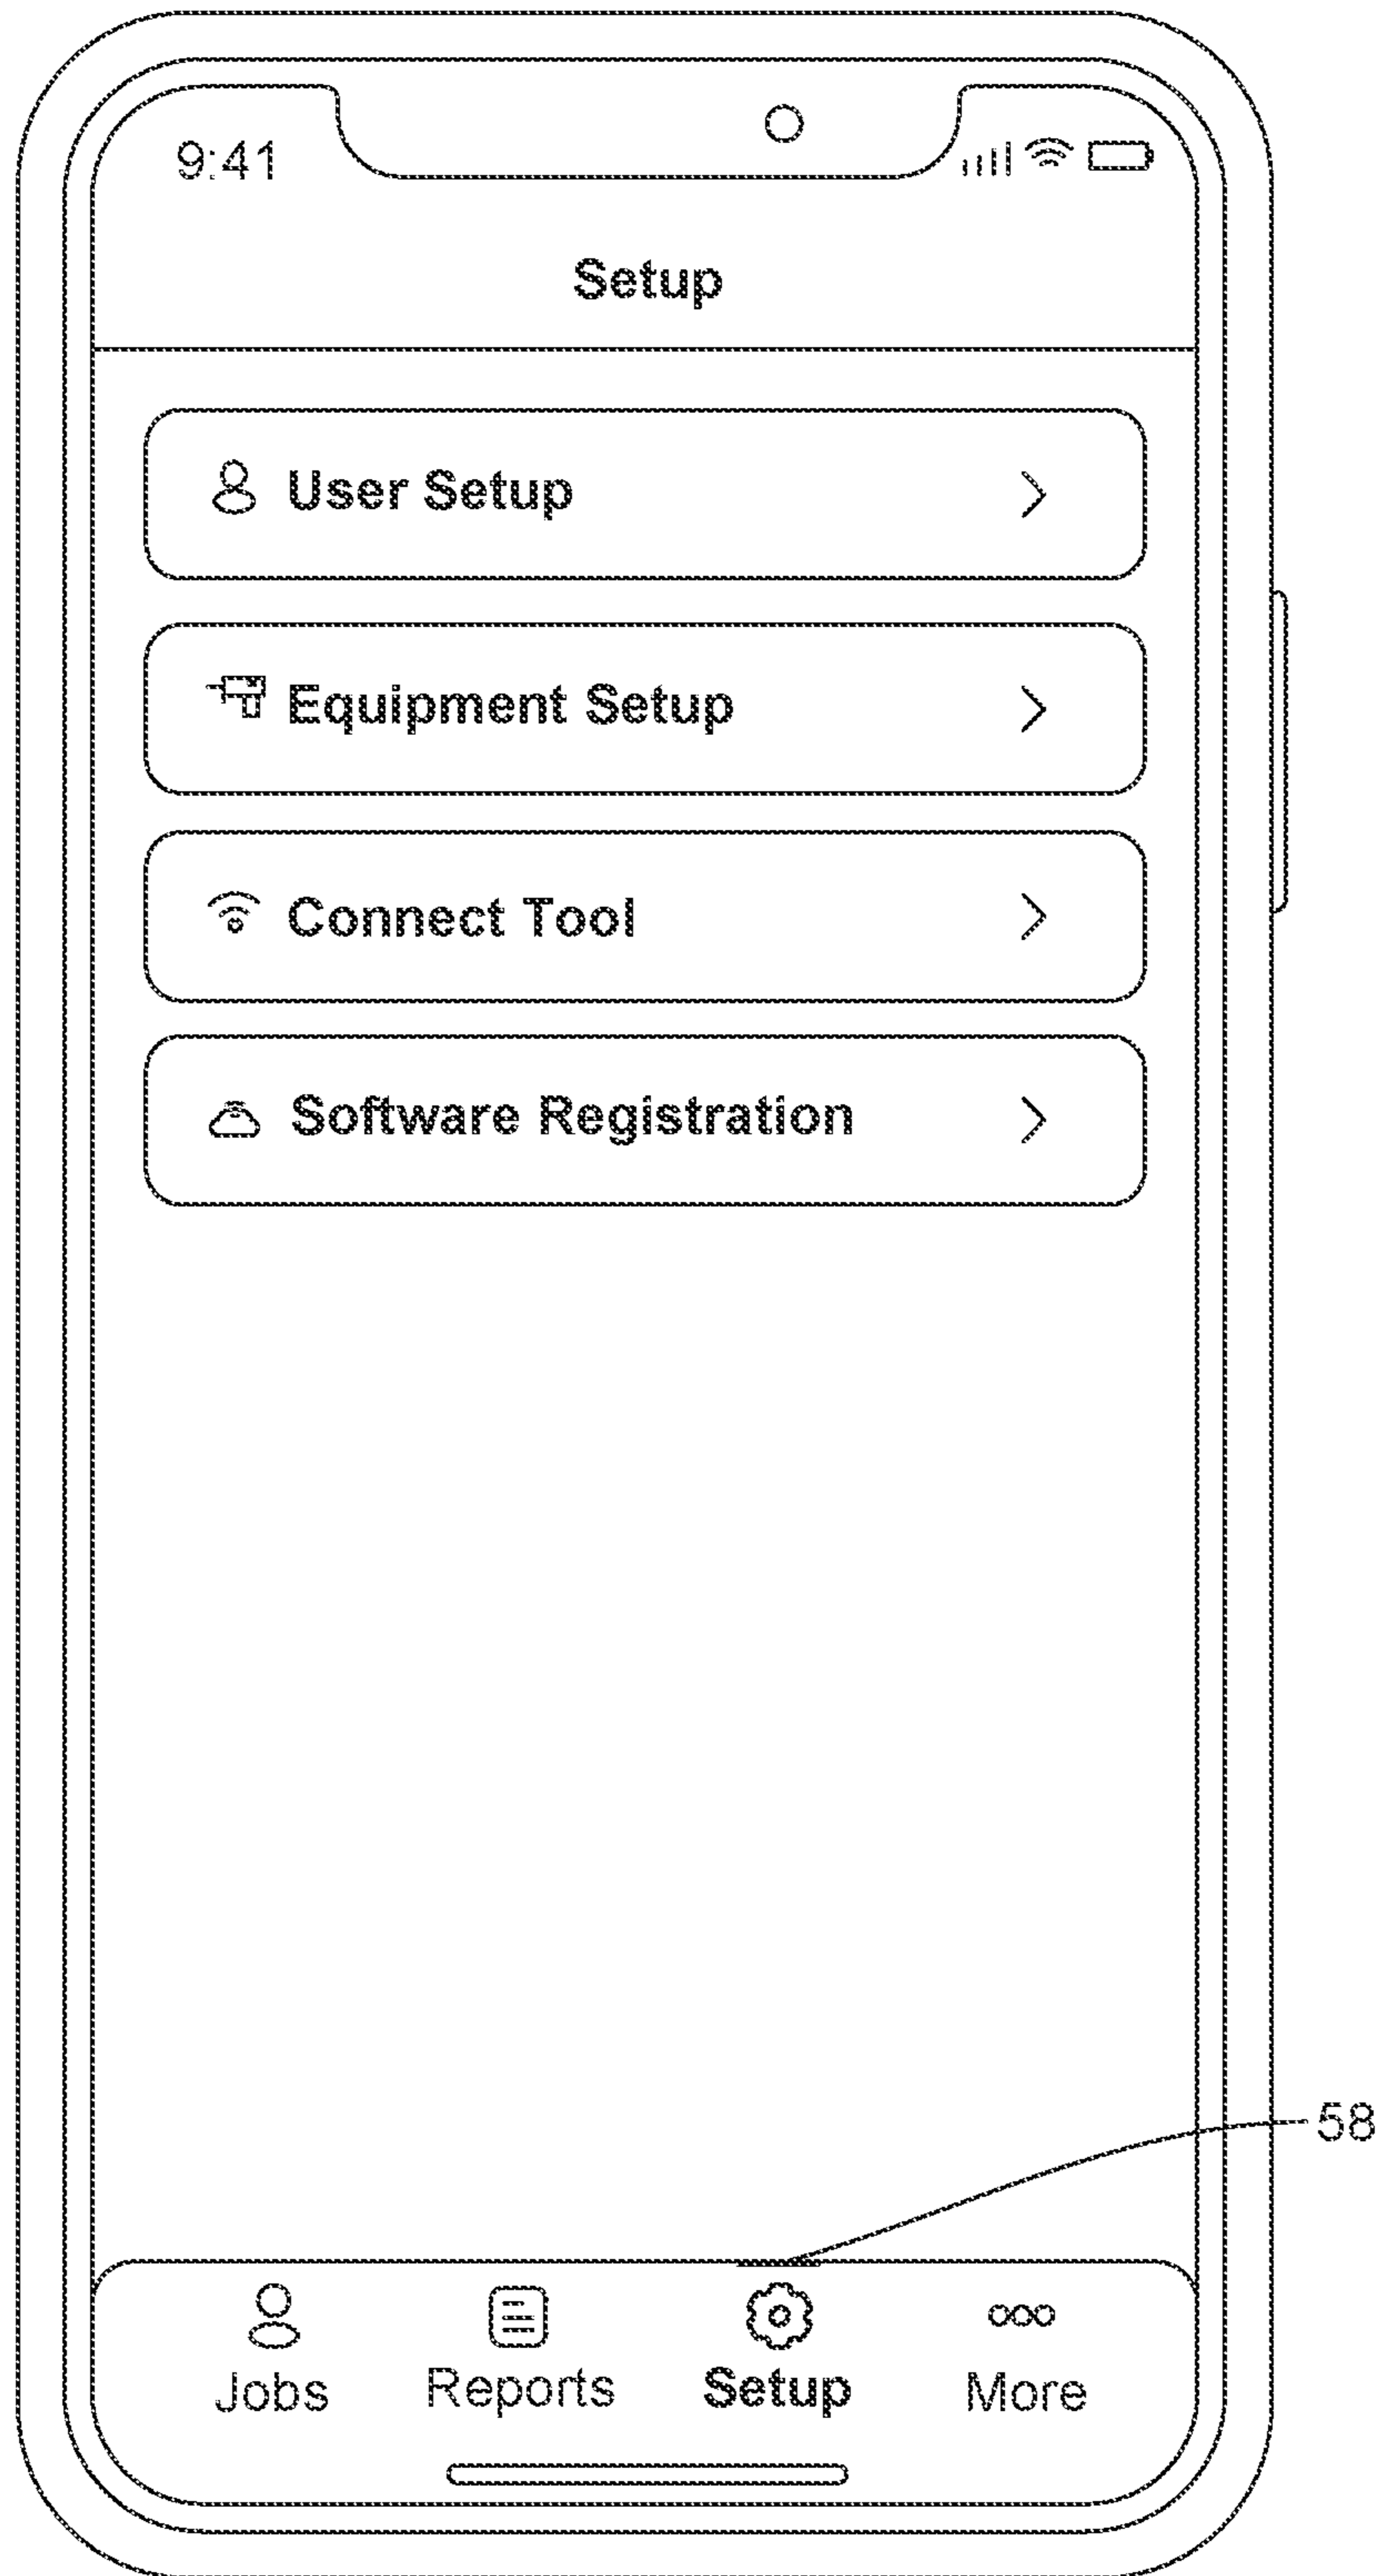 9:41
Setup
User Setup
Equipment Setup
Connect Tool
Software Registration
58
Jobs
Reports
Setup
More